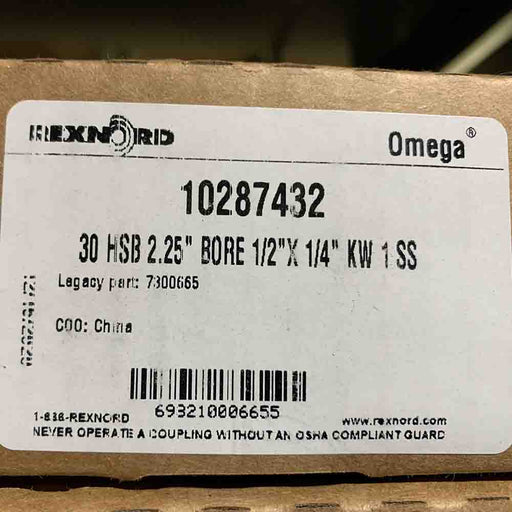 REXNORD
Omega®
10287432
30 HSB 2.25" BORE 1/2"X 1/4" KW 1 SS
Legacy part: 7300665
COO: China
693210006655
1-836-REXNORD
www.rexnord.com
NEVER OPERATE A COUPLING WITHOUT AN OSHA COMPLIANT GUARD